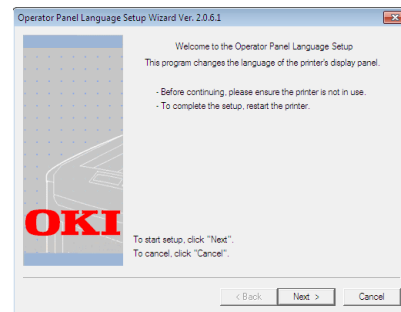 Operator Panel Language Setup Wizard Ver. 2.0.6.1
Welcome to the Operator Panel Language Setup
This program changes the language of the printer's display panel.
- Before continuing, please ensure the printer is not in use.
- To complete the setup, restart the printer.
OKI
To start setup, click "Next".
To cancel, click "Cancel".
< Back
Next >
Cancel